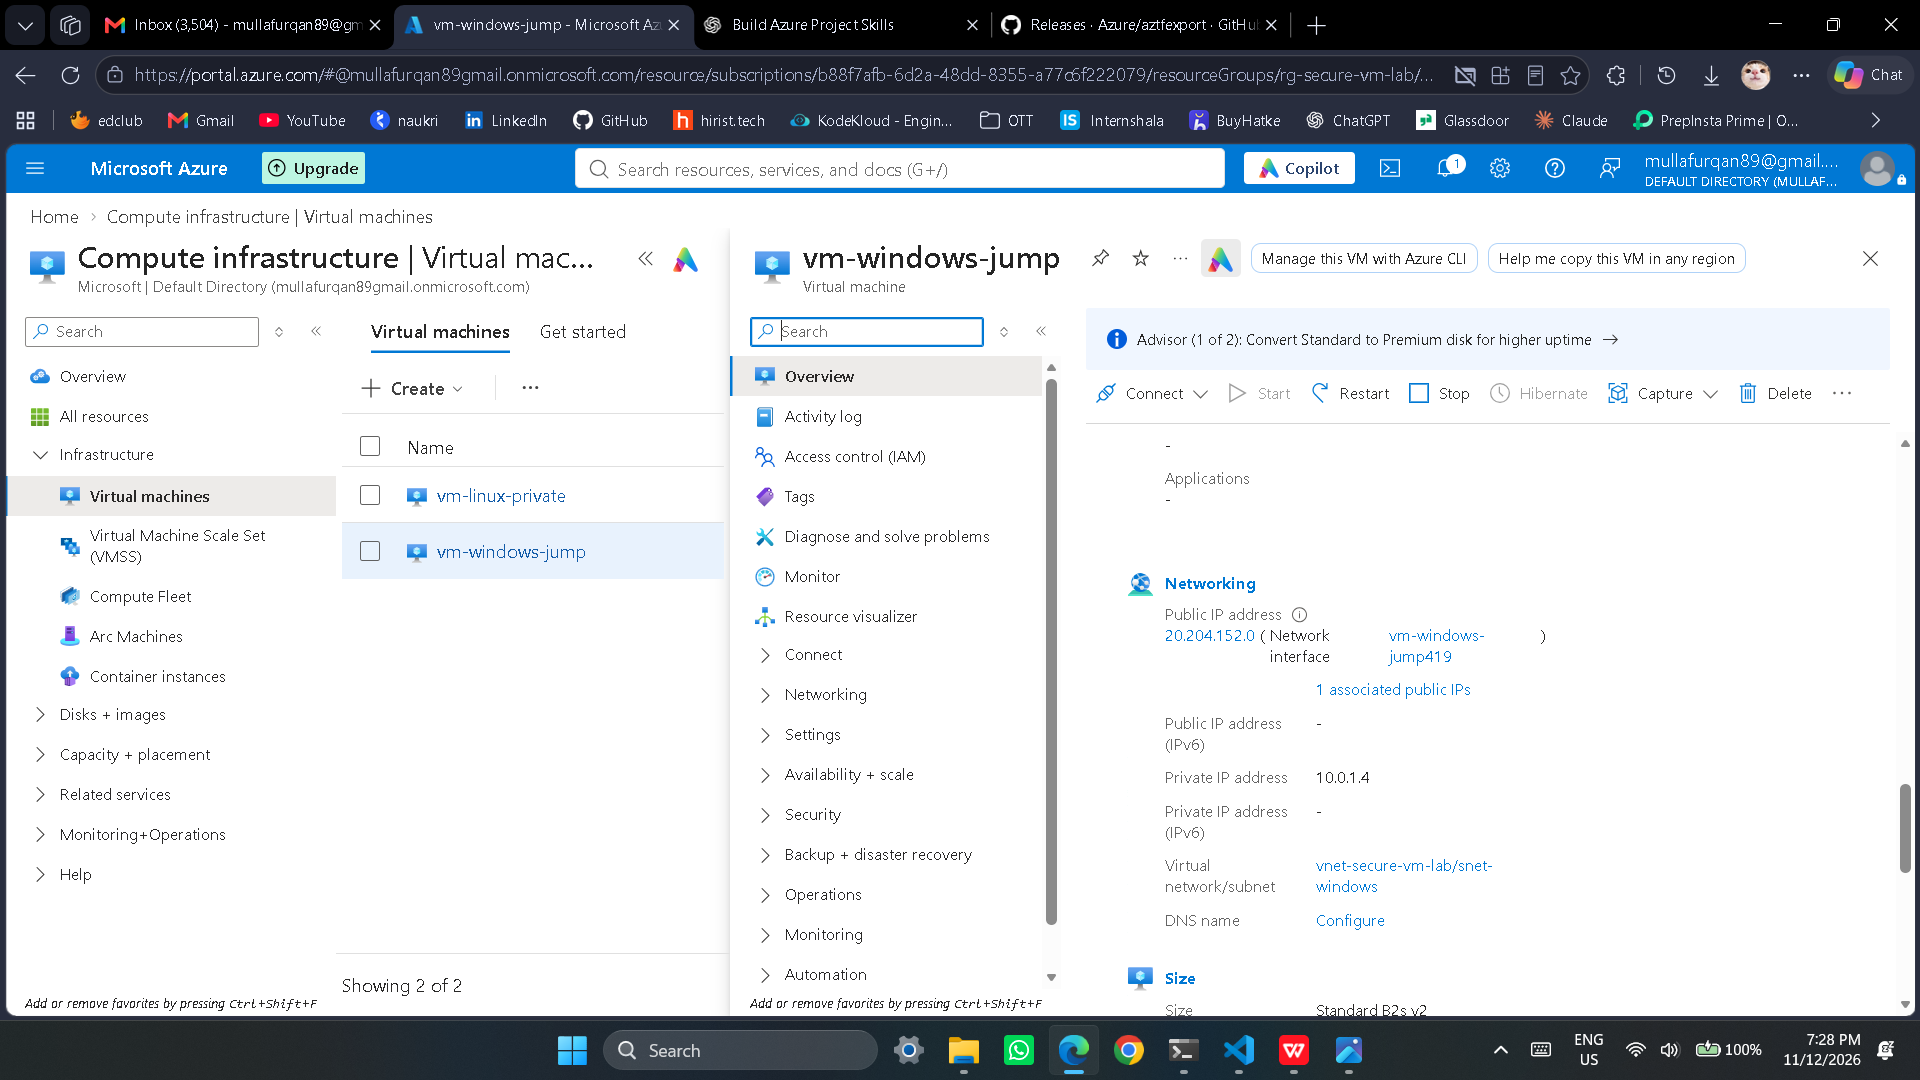 Inbox (3,504) - mullafurqan89@gm
vm-windows-jump - Microsoft Az
Build Azure Project Skills
Releases · Azure/aztfexport · GitHu
https://portal.azure.com/#@mullafurqan89gmail.onmicrosoft.com/resource/subscriptions/b88f7afb-6d2a-48dd-8355-a77c6f222079/resourceGroups/rg-secure-vm-lab/...
Chat
edclub
Gmail
YouTube
naukri
LinkedIn
GitHub
hirist.tech
KodeKloud - Engin...
OTT
Internshala
BuyHatke
ChatGPT
Glassdoor
Claude
PrepInsta Prime | O...
Microsoft Azure
Upgrade
Search resources, services, and docs (G+/)
Copilot
1
mullafurqan89@gmail....
DEFAULT DIRECTORY (MULLAF...
Home > Compute infrastructure | Virtual machines
Compute infrastructure | Virtual mac...
Microsoft | Default Directory (mullafurqan89gmail.onmicrosoft.com)
Search
Overview
All resources
Infrastructure
Virtual machines
Virtual Machine Scale Set
(VMSS)
Compute Fleet
Arc Machines
Container instances
Disks + images
Capacity + placement
Related services
Monitoring+Operations
Help
Add or remove favorites by pressing Ctrl+Shift+F
Virtual machines
Get started
Create
...
Name
vm-linux-private
vm-windows-jump
Showing 2 of 2
vm-windows-jump
Virtual machine
Manage this VM with Azure CLI
Help me copy this VM in any region
Search
Overview
Activity log
Access control (IAM)
Tags
Diagnose and solve problems
Monitor
Resource visualizer
Connect
Networking
Settings
Availability + scale
Security
Backup + disaster recovery
Operations
Monitoring
Automation
Add or remove favorites by pressing Ctrl+Shift+F
Advisor (1 of 2): Convert Standard to Premium disk for higher uptime →
Connect
Start
Restart
Stop
Hibernate
Capture
Delete
...
-
Applications
-
Networking
Public IP address
20.204.152.0 ( Network interface vm-windows-jump419 )
1 associated public IPs
Public IP address (IPv6) -
Private IP address 10.0.1.4
Private IP address (IPv6) -
Virtual network/subnet vnet-secure-vm-lab/snet-windows
DNS name Configure
Size
Size Standard B2s v2
Search
ENG
US
100%
7:28 PM
11/12/2026